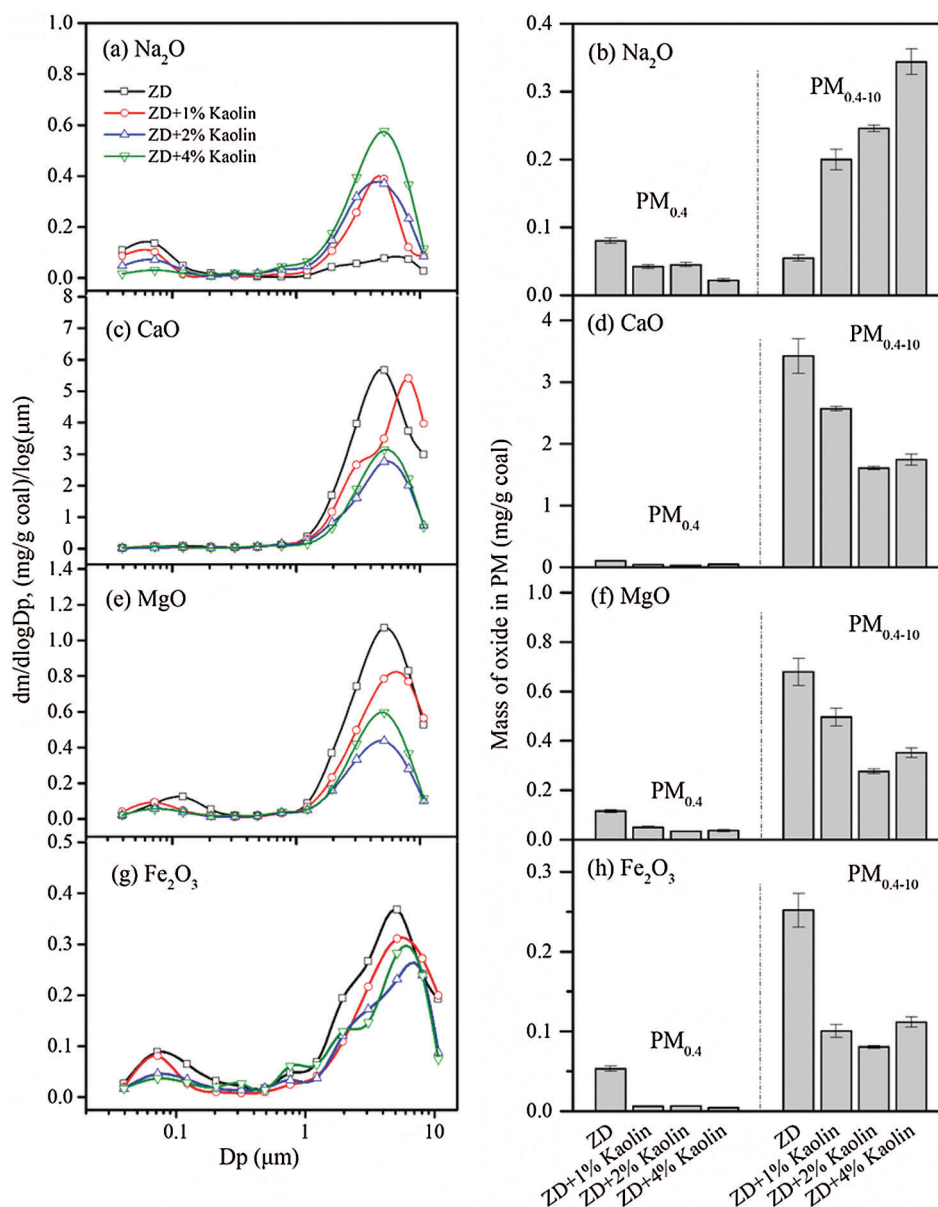 (a) Na₂O
ZD
ZD+1% Kaolin
ZD+2% Kaolin
ZD+4% Kaolin
1.0
0.8
0.6
0.4
0.2
0.0
(b) Na₂O
PM₀.₄
PM₀.₄₋₁₀
0.4
0.3
0.2
0.1
0.0
(c) CaO
8
7
6
5
4
3
2
1
0
(d) CaO
PM₀.₄
PM₀.₄₋₁₀
4
3
2
1
0
(e) MgO
1.4
1.2
1.0
0.8
0.6
0.4
0.2
0.0
(f) MgO
PM₀.₄
PM₀.₄₋₁₀
0.8
0.6
0.4
0.2
0.0
(g) Fe₂O₃
0.5
0.4
0.3
0.2
0.1
0.0
0.1
1
10
(h) Fe₂O₃
PM₀.₄
PM₀.₄₋₁₀
0.3
0.2
0.1
0.0
dm/dlogDp, (mg/g coal)/log(μm)
Dp (μm)
Mass of oxide in PM (mg/g coal)
ZD
ZD+1% Kaolin
ZD+2% Kaolin
ZD+4% Kaolin
ZD
ZD+1% Kaolin
ZD+2% Kaolin
ZD+4% Kaolin